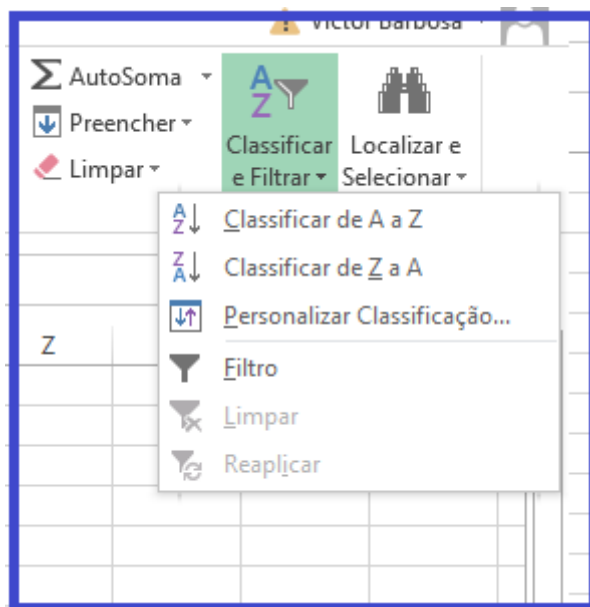 Victor Barbosa
AutoSoma
Preencher
Limpar
Classificar
e Filtrar
Localizar e
Selecionar
Classificar de A a Z
Classificar de Z a A
Personalizar Classificação...
Filtro
Limpar
Reaplicar
Z